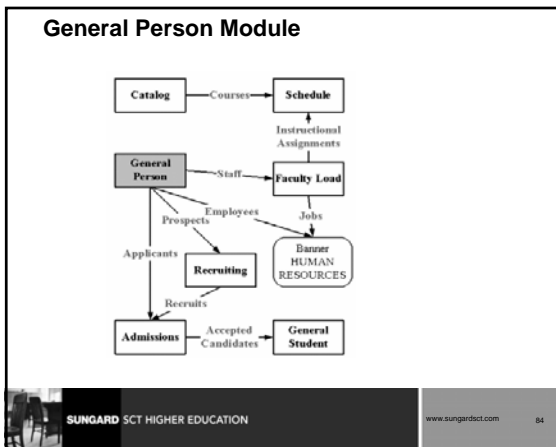 General Person Module
Catalog
Courses
Schedule
Instructional
Assignments
General
Person
Staff
Faculty Load
Employees
Prospects
Jobs
Applicants
Banner
HUMAN
RESOURCES
Recruiting
Recruits
Admissions
Accepted
Candidates
General
Student
SUNGARD SCT HIGHER EDUCATION
www.sungardsct.com
84